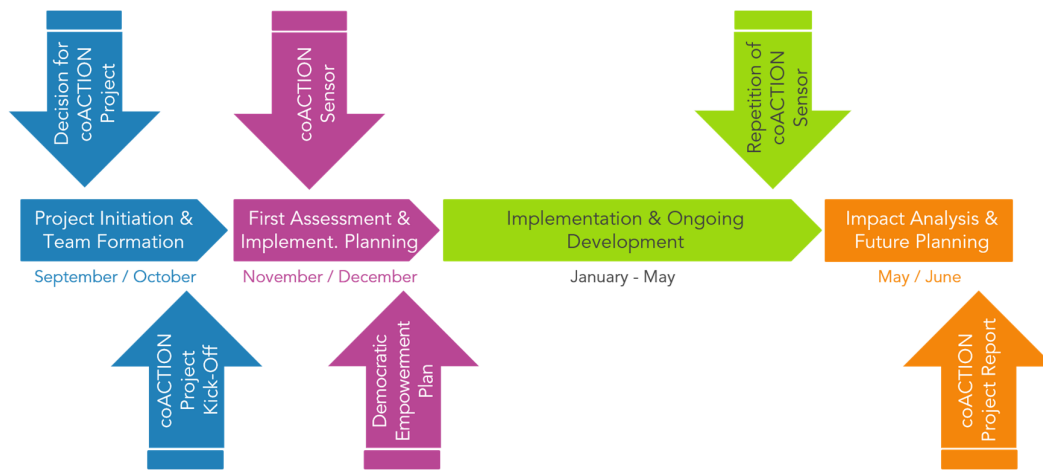 Decision for
coACTION
Project
coACTION
Sensor
Repetition of
coACTION
Sensor
Project Initiation &
Team Formation
First Assessment &
Implement. Planning
Implementation & Ongoing
Development
Impact Analysis &
Future Planning
September / October
November / December
January - May
May / June
coACTION
Project
Kick-Off
Democratic
Empowerment
Plan
coACTION
Project Report